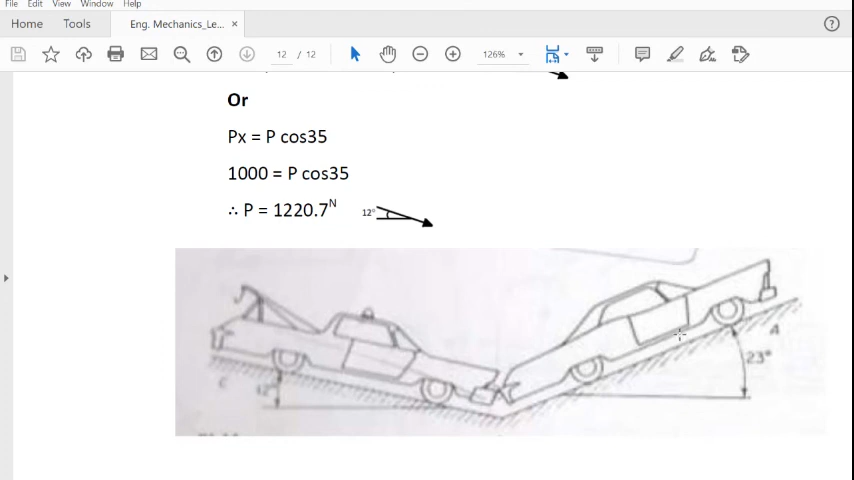 File Edit View Window Help
Home Tools Eng. Mechanics_Le... ×
12 / 12 126%
Or
Px = P cos35
1000 = P cos35
∴ P = 1220.7ᴺ 12°
A
23°
C 12°